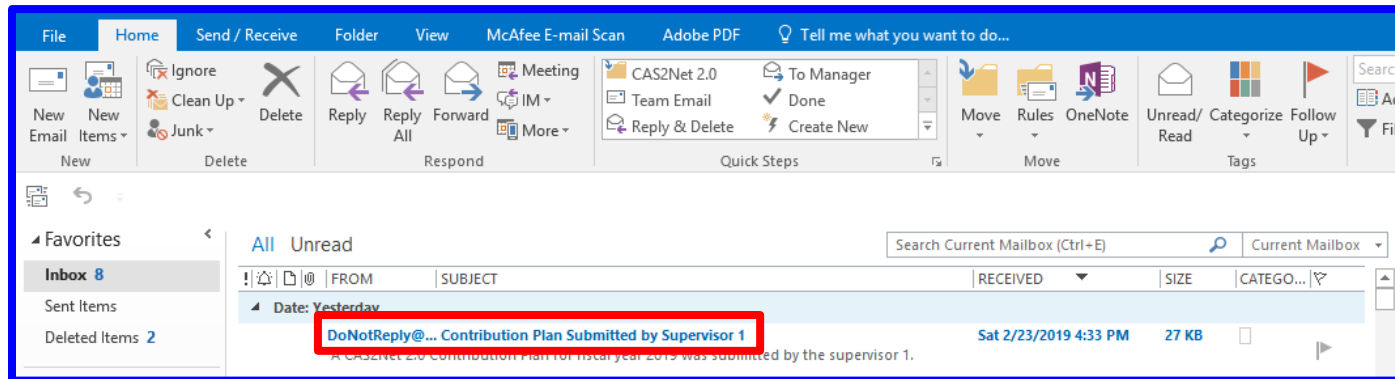 File Home Send / Receive Folder View McAfee E-mail Scan Adobe PDF Tell me what you want to do...
New Email
New Items
Ignore
Clean Up
Junk
Delete
Reply
Reply All
Forward
Meeting
IM
More
CAS2Net 2.0
Team Email
Reply & Delete
To Manager
Done
Create New
Move
Rules
OneNote
Unread/ Read
Categorize
Follow Up
New Delete Respond Quick Steps Move Tags
Favorites
Inbox 8
Sent Items
Deleted Items 2
All Unread
Search Current Mailbox (Ctrl+E) Current Mailbox
! FROM SUBJECT RECEIVED SIZE CATEGO...
Date: Yesterday
DoNotReply@... Contribution Plan Submitted by Supervisor 1 Sat 2/23/2019 4:33 PM 27 KB
A CAS2Net 2.0 Contribution Plan for fiscal year 2019 was submitted by the supervisor 1.